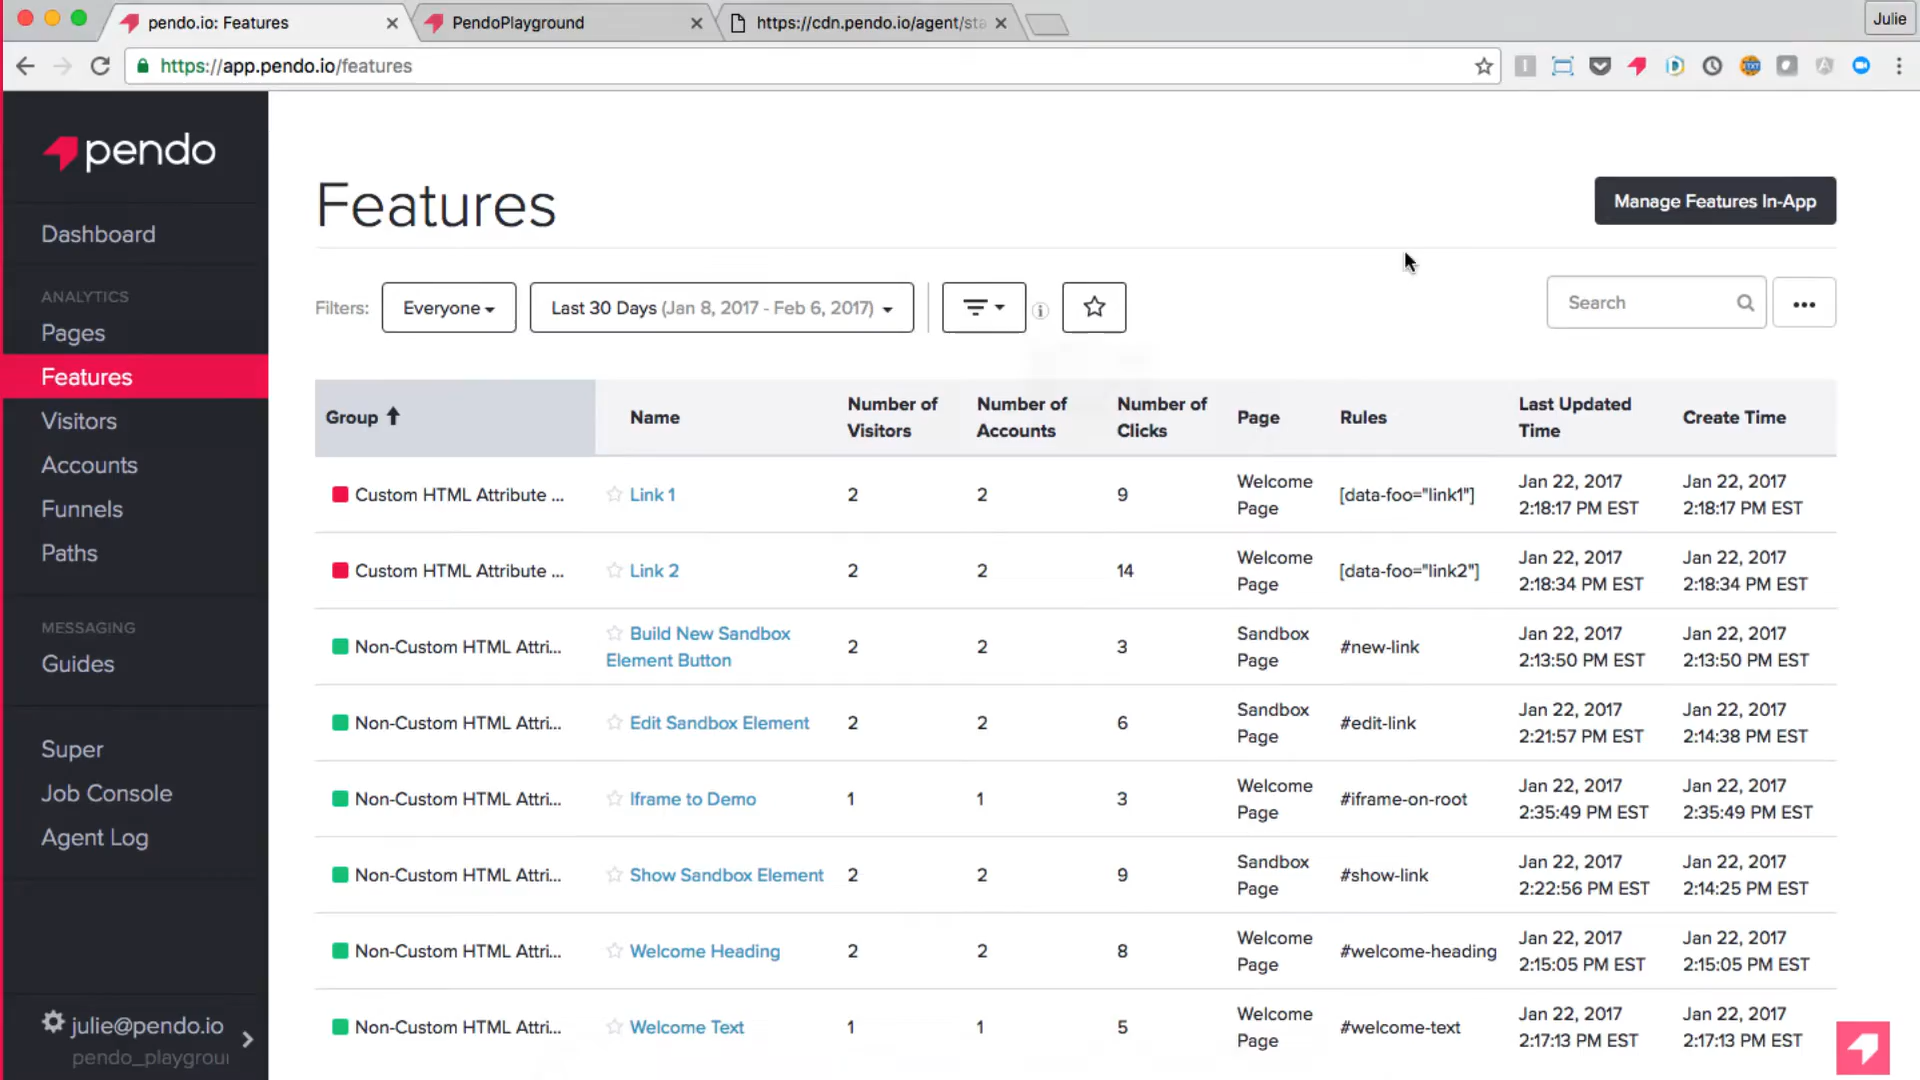 pendo.io: Features
PendoPlayground
https://cdn.pendo.io/agent/sta
Julie
https://app.pendo.io/features
pendo
Dashboard
ANALYTICS
Pages
Features
Visitors
Accounts
Funnels
Paths
MESSAGING
Guides
Super
Job Console
Agent Log
julie@pendo.io
pendo_playgrou
Features
Manage Features In-App
Filters:
Everyone
Last 30 Days (Jan 8, 2017 - Feb 6, 2017)
Search
Group
Name
Number of
Visitors
Number of
Accounts
Number of
Clicks
Page
Rules
Last Updated
Time
Create Time
Custom HTML Attribute ...
Link 1
2
2
9
Welcome
Page
[data-foo="link1"]
Jan 22, 2017
2:18:17 PM EST
Jan 22, 2017
2:18:17 PM EST
Custom HTML Attribute ...
Link 2
2
2
14
Welcome
Page
[data-foo="link2"]
Jan 22, 2017
2:18:34 PM EST
Jan 22, 2017
2:18:34 PM EST
Non-Custom HTML Attri...
Build New Sandbox
Element Button
2
2
3
Sandbox
Page
#new-link
Jan 22, 2017
2:13:50 PM EST
Jan 22, 2017
2:13:50 PM EST
Non-Custom HTML Attri...
Edit Sandbox Element
2
2
6
Sandbox
Page
#edit-link
Jan 22, 2017
2:21:57 PM EST
Jan 22, 2017
2:14:38 PM EST
Non-Custom HTML Attri...
Iframe to Demo
1
1
3
Welcome
Page
#iframe-on-root
Jan 22, 2017
2:35:49 PM EST
Jan 22, 2017
2:35:49 PM EST
Non-Custom HTML Attri...
Show Sandbox Element
2
2
9
Sandbox
Page
#show-link
Jan 22, 2017
2:22:56 PM EST
Jan 22, 2017
2:14:25 PM EST
Non-Custom HTML Attri...
Welcome Heading
2
2
8
Welcome
Page
#welcome-heading
Jan 22, 2017
2:15:05 PM EST
Jan 22, 2017
2:15:05 PM EST
Non-Custom HTML Attri...
Welcome Text
1
1
5
Welcome
Page
#welcome-text
Jan 22, 2017
2:17:13 PM EST
Jan 22, 2017
2:17:13 PM EST